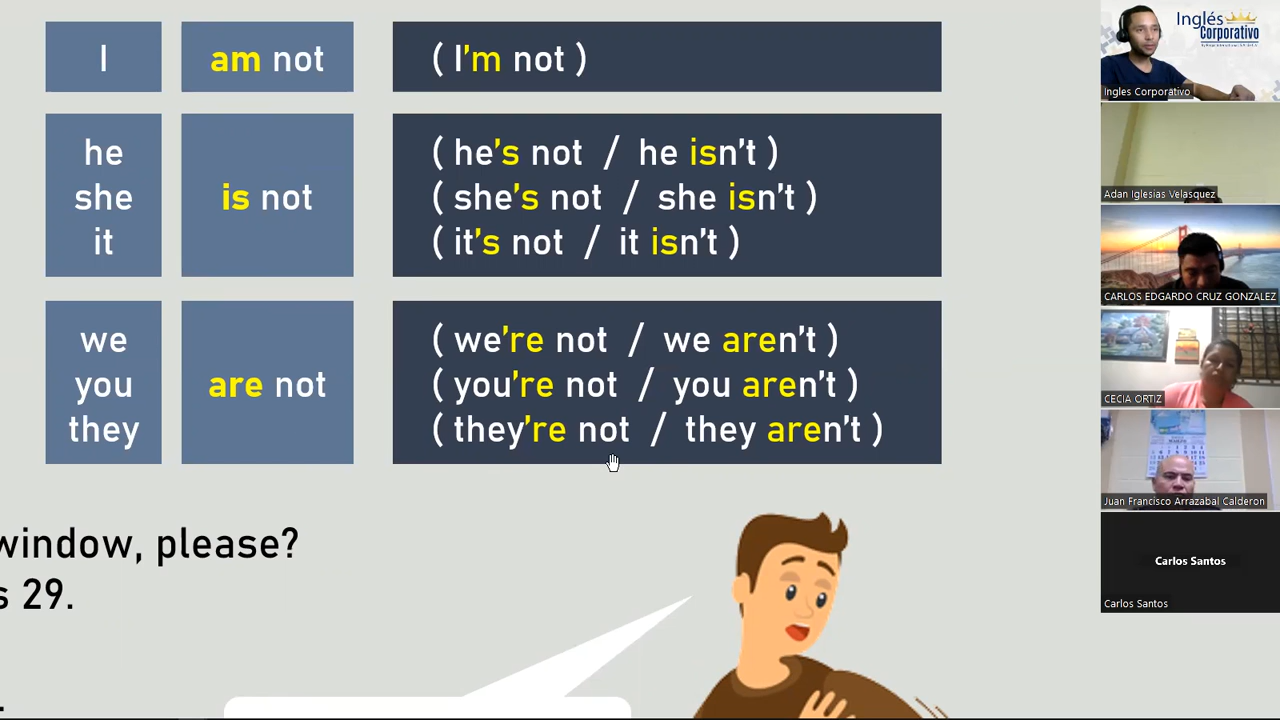 I
am not
( I'm not )
he
she
it
is not
( he's not / he isn't )
( she's not / she isn't )
( it's not / it isn't )
we
you
they
are not
( we're not / we aren't )
( you're not / you aren't )
( they're not / they aren't )
window, please?
s 29.
Inglés
Corporativo
Ingles Corporativo
Adan Iglesias Velasquez
CARLOS EDGARDO CRUZ GONZALEZ
CECIA ORTIZ
Juan Francisco Arrazabal Calderon
Carlos Santos
Carlos Santos